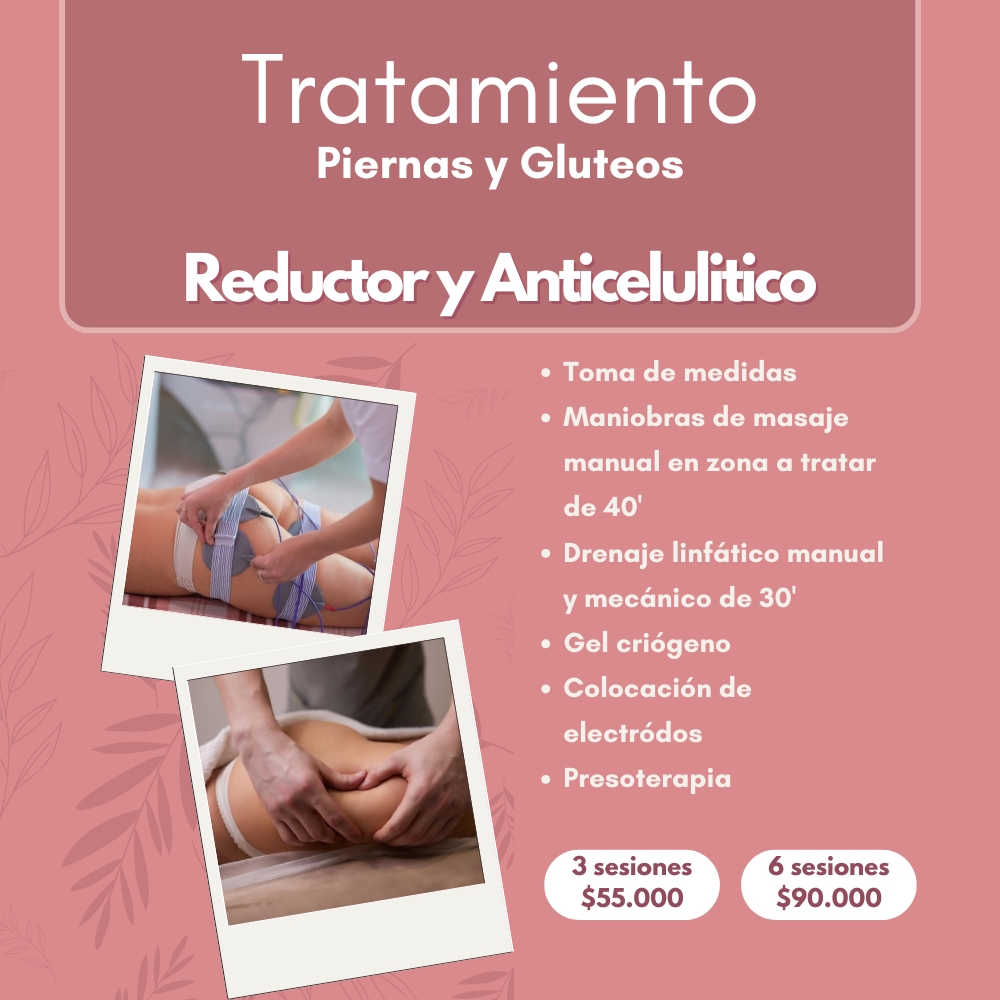 Tratamiento
Piernas y Gluteos
Reductor y Anticelulitico
• Toma de medidas
• Maniobras de masaje
manual en zona a tratar
de 40'
• Drenaje linfático manual
y mecánico de 30'
• Gel criógeno
• Colocación de
electródos
• Presoterapia
3 sesiones
$55.000
6 sesiones
$90.000